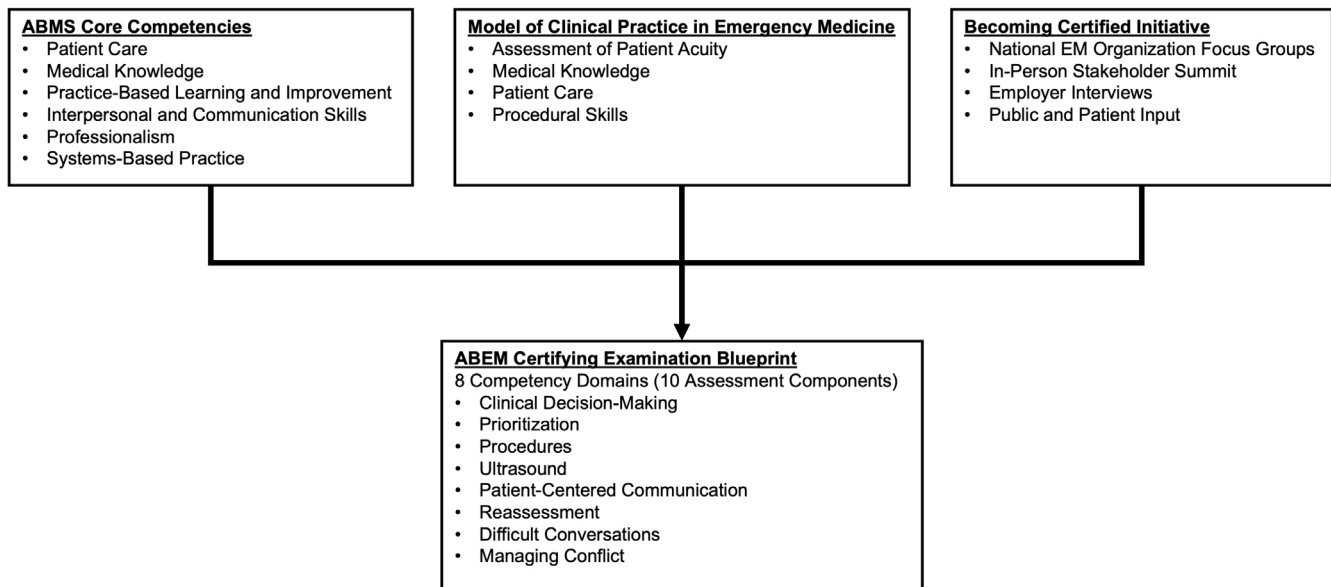 ABMS Core Competencies
• Patient Care
• Medical Knowledge
• Practice-Based Learning and Improvement
• Interpersonal and Communication Skills
• Professionalism
• Systems-Based Practice
Model of Clinical Practice in Emergency Medicine
• Assessment of Patient Acuity
• Medical Knowledge
• Patient Care
• Procedural Skills
Becoming Certified Initiative
• National EM Organization Focus Groups
• In-Person Stakeholder Summit
• Employer Interviews
• Public and Patient Input
ABEM Certifying Examination Blueprint
8 Competency Domains (10 Assessment Components)
• Clinical Decision-Making
• Prioritization
• Procedures
• Ultrasound
• Patient-Centered Communication
• Reassessment
• Difficult Conversations
• Managing Conflict